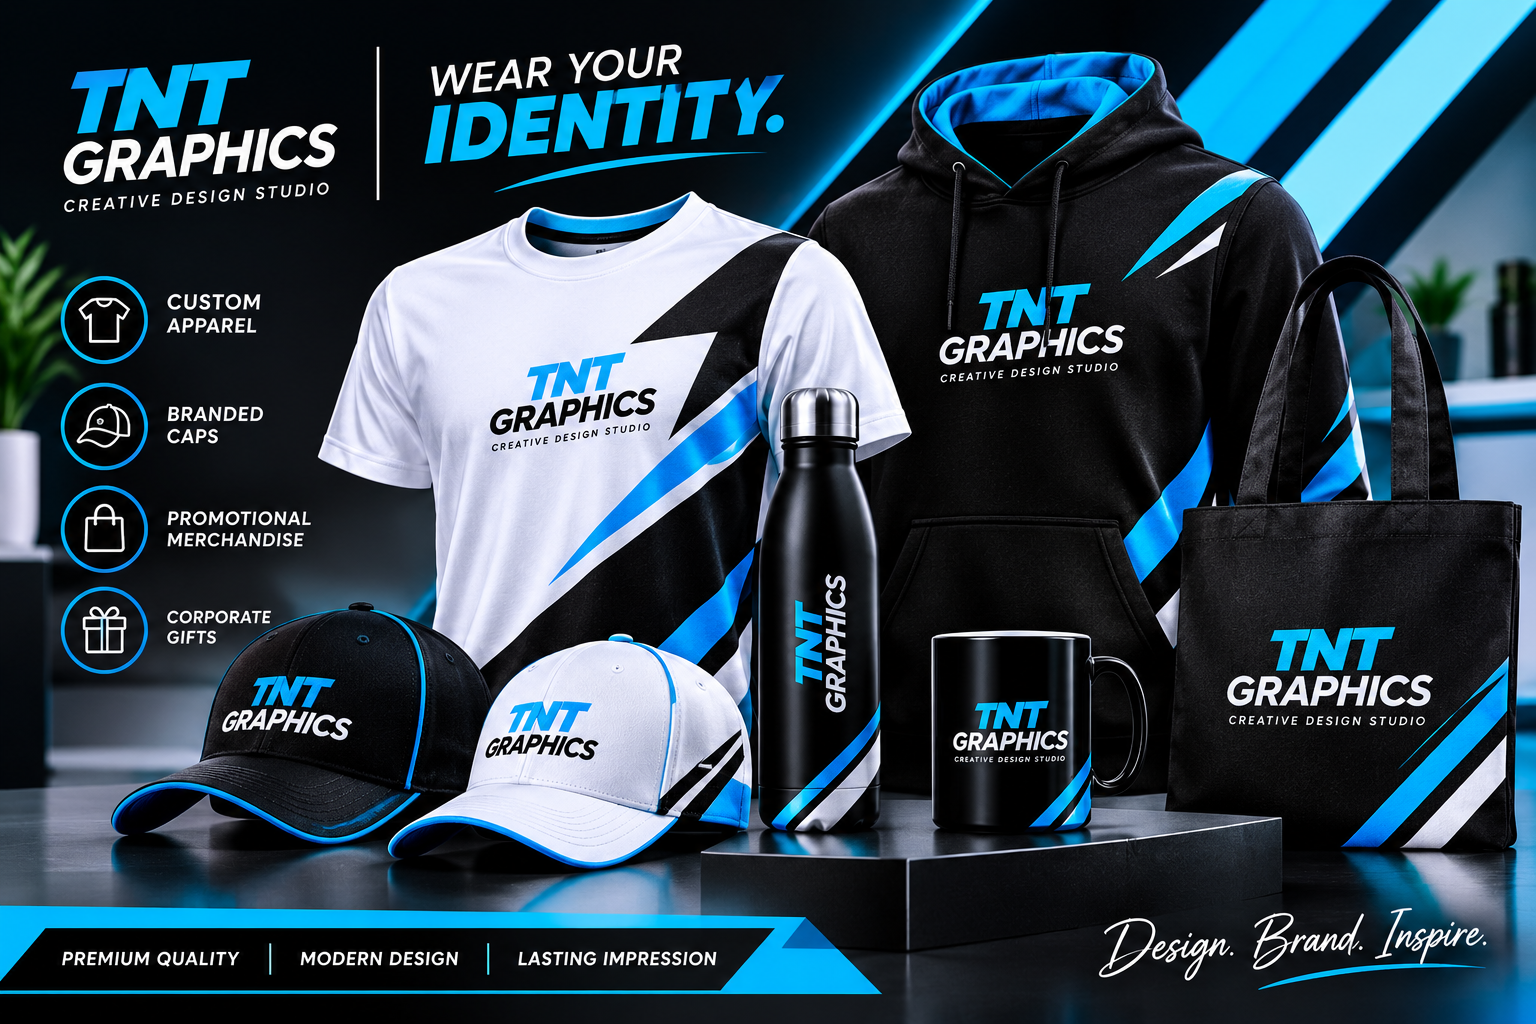 TNT
GRAPHICS
CREATIVE DESIGN STUDIO
WEAR YOUR
IDENTITY.
CUSTOM
APPAREL
BRANDED
CAPS
PROMOTIONAL
MERCHANDISE
CORPORATE
GIFTS
TNT
GRAPHICS
CREATIVE DESIGN STUDIO
TNT
GRAPHICS
CREATIVE DESIGN STUDIO
TNT
GRAPHICS
TNT
GRAPHICS
TNT
GRAPHICS
TNT
GRAPHICS
CREATIVE DESIGN STUDIO
TNT
GRAPHICS
CREATIVE DESIGN STUDIO
PREMIUM QUALITY
MODERN DESIGN
LASTING IMPRESSION
Design. Brand. Inspire.